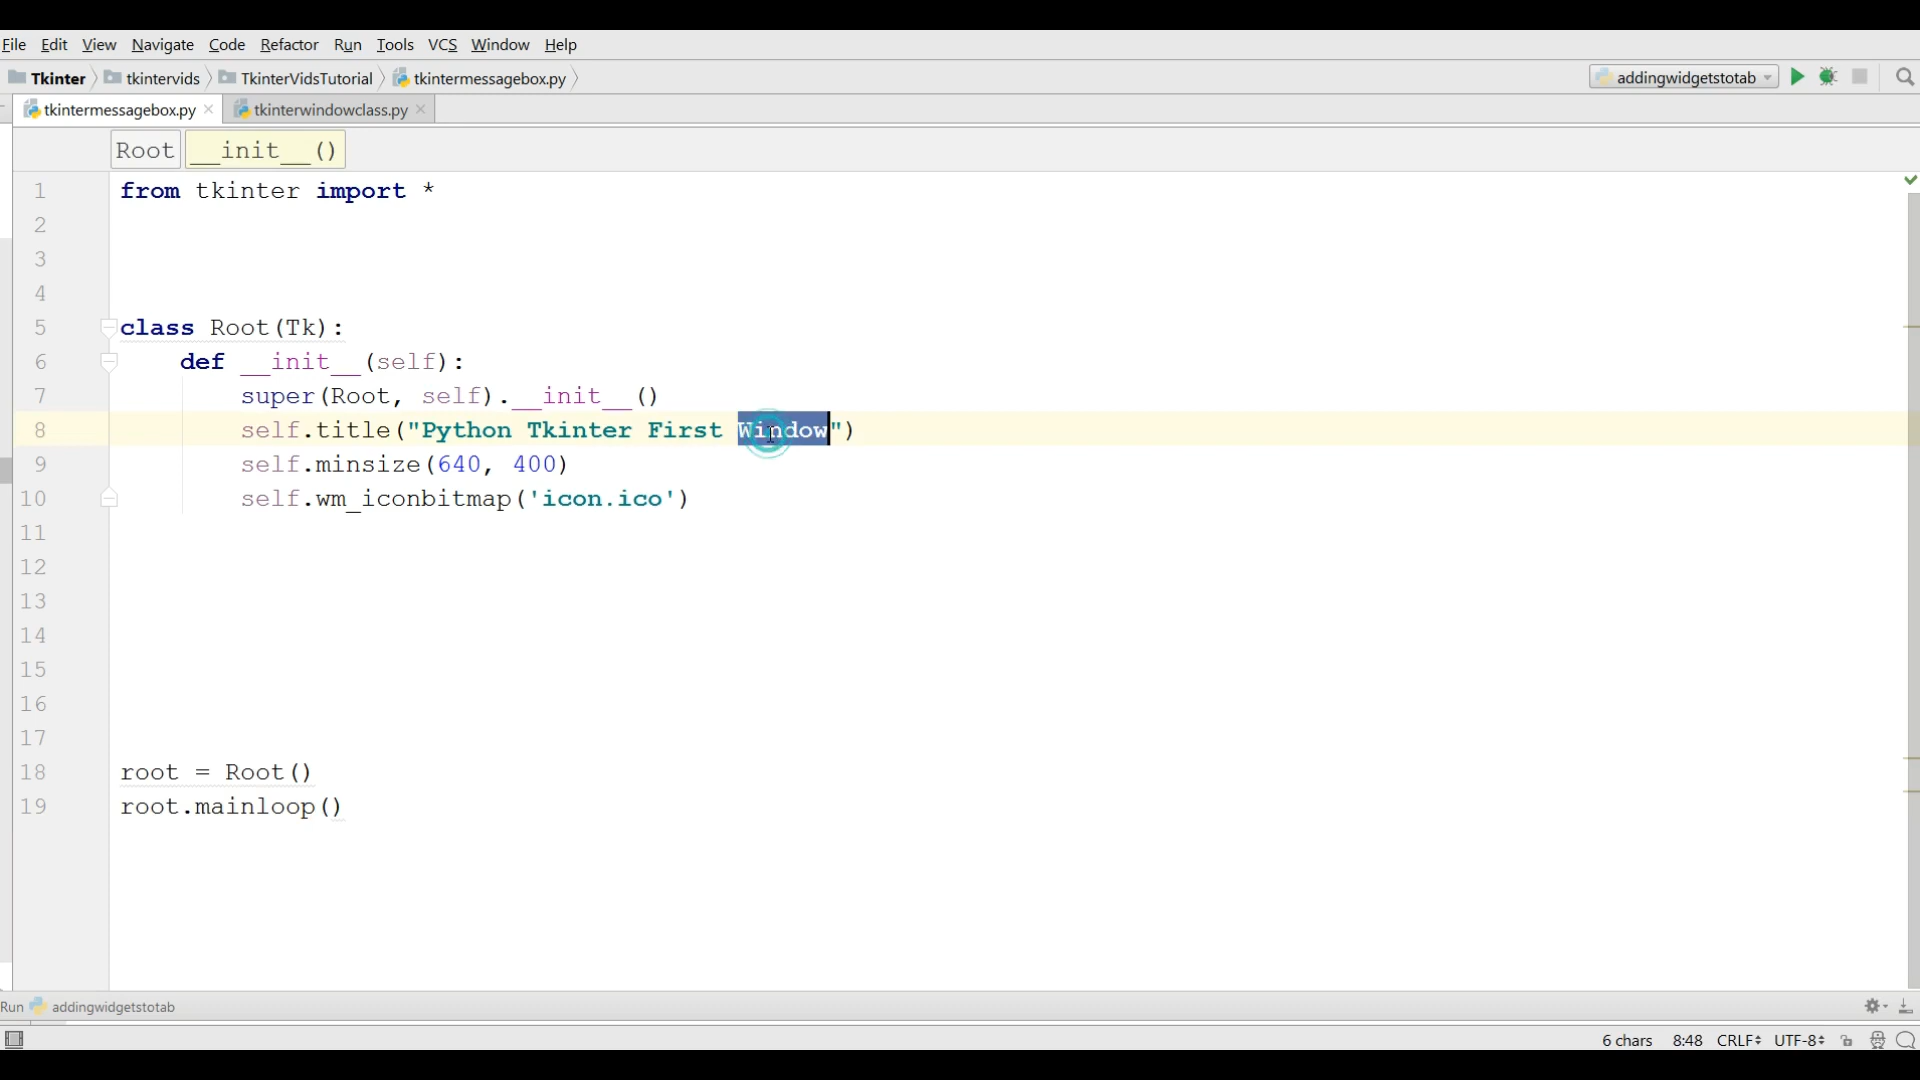 File Edit View Navigate Code Refactor Run Tools VCS Window Help
Tkinter tkintervids TkinterVidsTutorial tkintermessagebox.py addingwidgetstotab
tkintermessagebox.py tkinterwindowclass.py
Root __init__()
1 from tkinter import *
2
3
4
5 class Root(Tk):
6 def __init__(self):
7 super(Root, self).__init__()
8 self.title("Python Tkinter First Window")
9 self.minsize(640, 400)
10 self.wm_iconbitmap('icon.ico')
11
12
13
14
15
16
17
18 root = Root()
19 root.mainloop()
Run addingwidgetstotab
6 chars 8:48 CRLF UTF-8